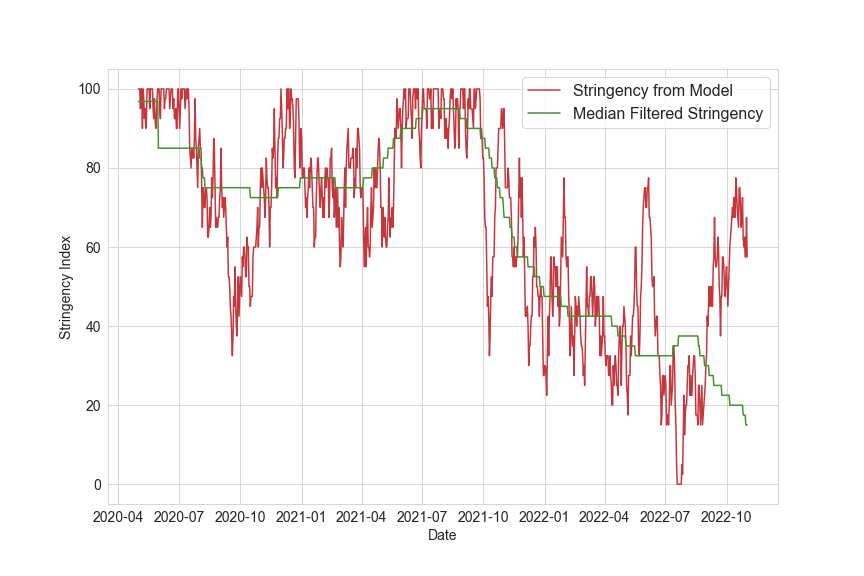 Stringency from Model
Median Filtered Stringency
Stringency Index
100
80
60
40
20
0
2020-04 2020-07 2020-10 2021-01 2021-04 2021-07 2021-10 2022-01 2022-04 2022-07 2022-10
Date